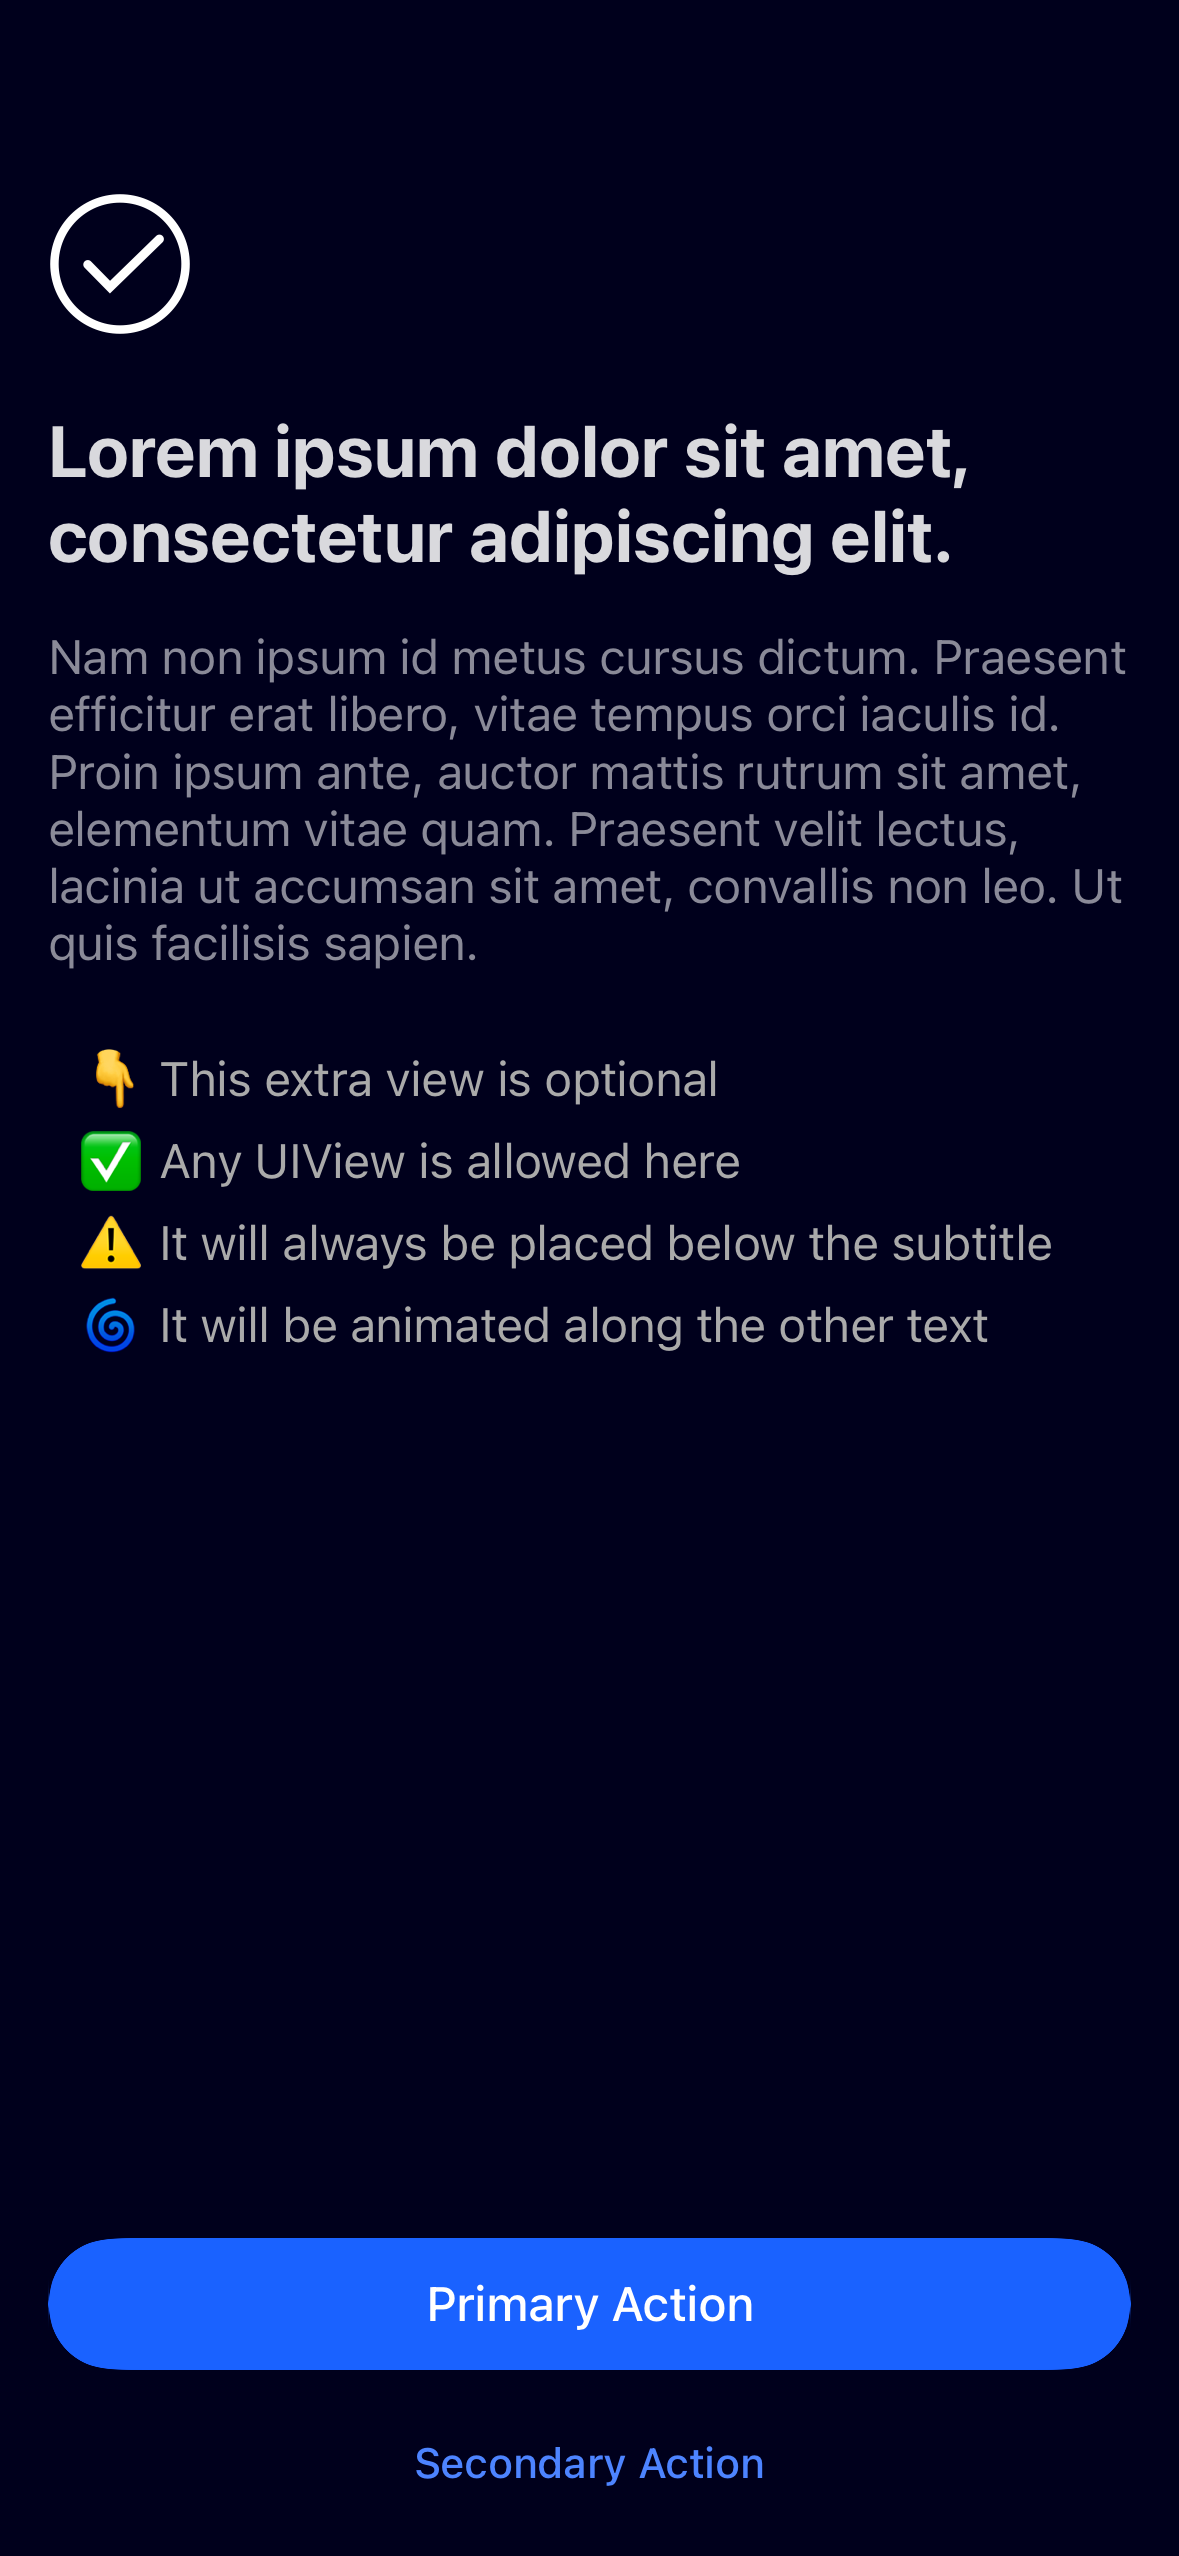 Lorem ipsum dolor sit amet,
consectetur adipiscing elit.
Nam non ipsum id metus cursus dictum. Praesent
efficitur erat libero, vitae tempus orci iaculis id.
Proin ipsum ante, auctor mattis rutrum sit amet,
elementum vitae quam. Praesent velit lectus,
lacinia ut accumsan sit amet, convallis non leo. Ut
quis facilisis sapien.
👇 This extra view is optional
✅ Any UIView is allowed here
⚠️ It will always be placed below the subtitle
🌀 It will be animated along the other text
Primary Action
Secondary Action